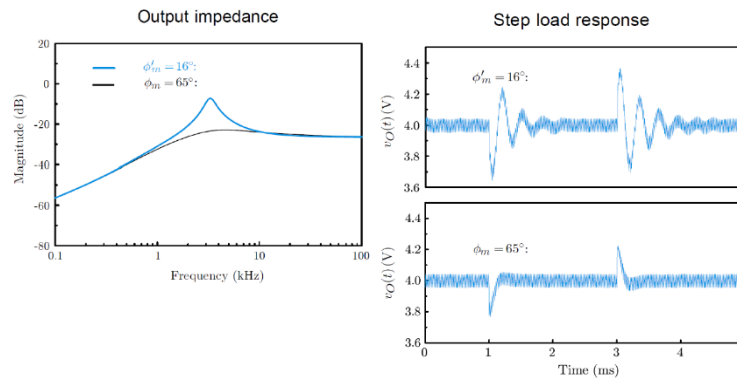 Output impedance
20
0
-20
-40
-60
-80
Magnitude (dB)
ϕ′m = 16°:
ϕm = 65°:
0.1
1
10
100
Frequency (kHz)
Step load response
4.4
4.2
4.0
3.8
3.6
vO(t)(V)
ϕ′m = 16°:
4.4
4.2
4.0
3.8
3.6
vO(t)(V)
ϕm = 65°:
0
1
2
3
4
Time (ms)